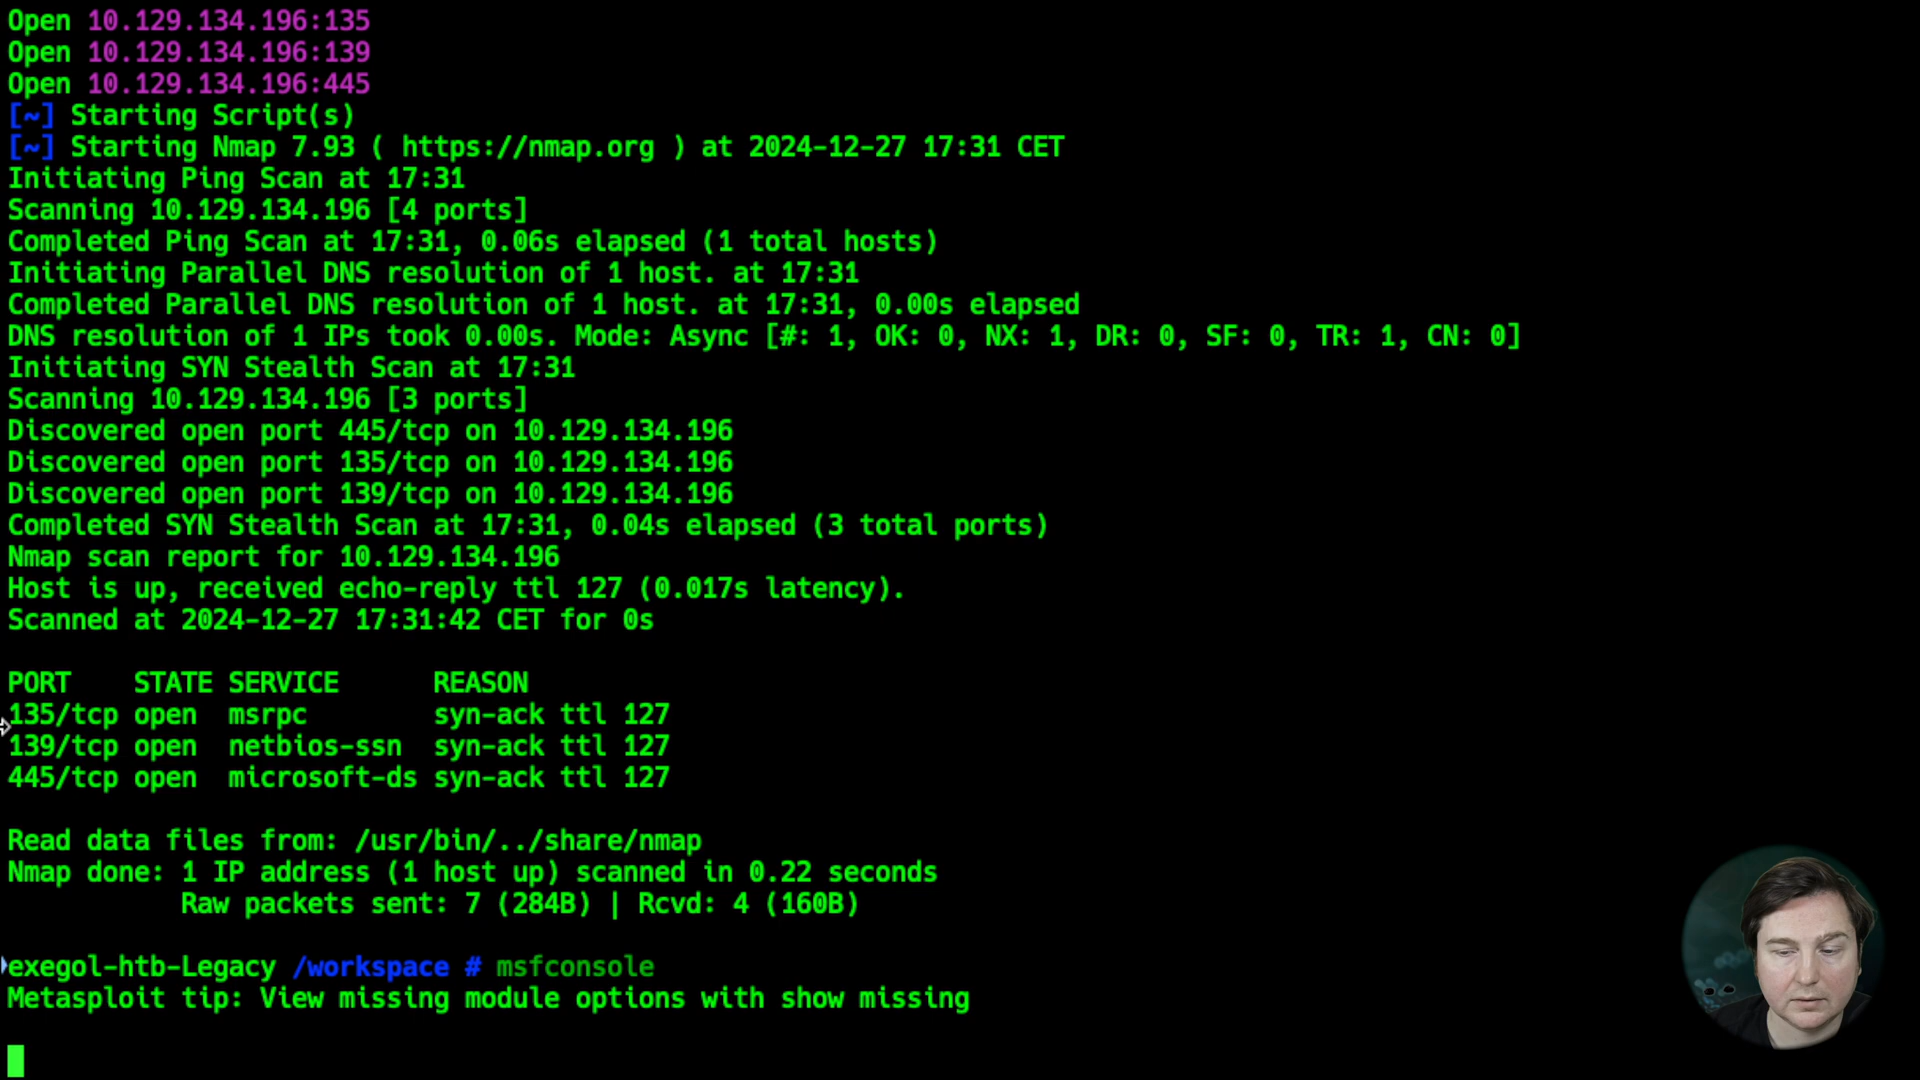 Open 10.129.134.196:135
Open 10.129.134.196:139
Open 10.129.134.196:445
[~] Starting Script(s)
[~] Starting Nmap 7.93 ( https://nmap.org ) at 2024-12-27 17:31 CET
Initiating Ping Scan at 17:31
Scanning 10.129.134.196 [4 ports]
Completed Ping Scan at 17:31, 0.06s elapsed (1 total hosts)
Initiating Parallel DNS resolution of 1 host. at 17:31
Completed Parallel DNS resolution of 1 host. at 17:31, 0.00s elapsed
DNS resolution of 1 IPs took 0.00s. Mode: Async [#: 1, OK: 0, NX: 1, DR: 0, SF: 0, TR: 1, CN: 0]
Initiating SYN Stealth Scan at 17:31
Scanning 10.129.134.196 [3 ports]
Discovered open port 445/tcp on 10.129.134.196
Discovered open port 135/tcp on 10.129.134.196
Discovered open port 139/tcp on 10.129.134.196
Completed SYN Stealth Scan at 17:31, 0.04s elapsed (3 total ports)
Nmap scan report for 10.129.134.196
Host is up, received echo-reply ttl 127 (0.017s latency).
Scanned at 2024-12-27 17:31:42 CET for 0s
PORT    STATE SERVICE      REASON
135/tcp open  msrpc        syn-ack ttl 127
139/tcp open  netbios-ssn  syn-ack ttl 127
445/tcp open  microsoft-ds syn-ack ttl 127
Read data files from: /usr/bin/../share/nmap
Nmap done: 1 IP address (1 host up) scanned in 0.22 seconds
Raw packets sent: 7 (284B) | Rcvd: 4 (160B)
exegol-htb-Legacy /workspace # msfconsole
Metasploit tip: View missing module options with show missing